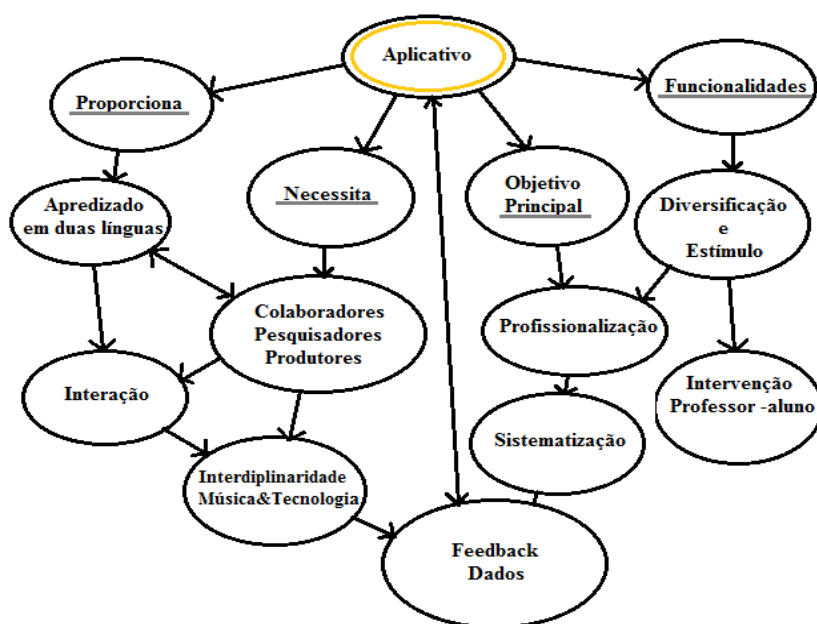 Aplicativo
Proporciona
Funcionalidades
Necessita
Objetivo
Principal
Apredizado
em duas línguas
Diversificação
e
Estímulo
Colaboradores
Pesquisadores
Produtores
Profissionalização
Interação
Intervenção
Professor -aluno
Sistematização
Interdiplinaridade
Música&Tecnologia
Feedback
Dados